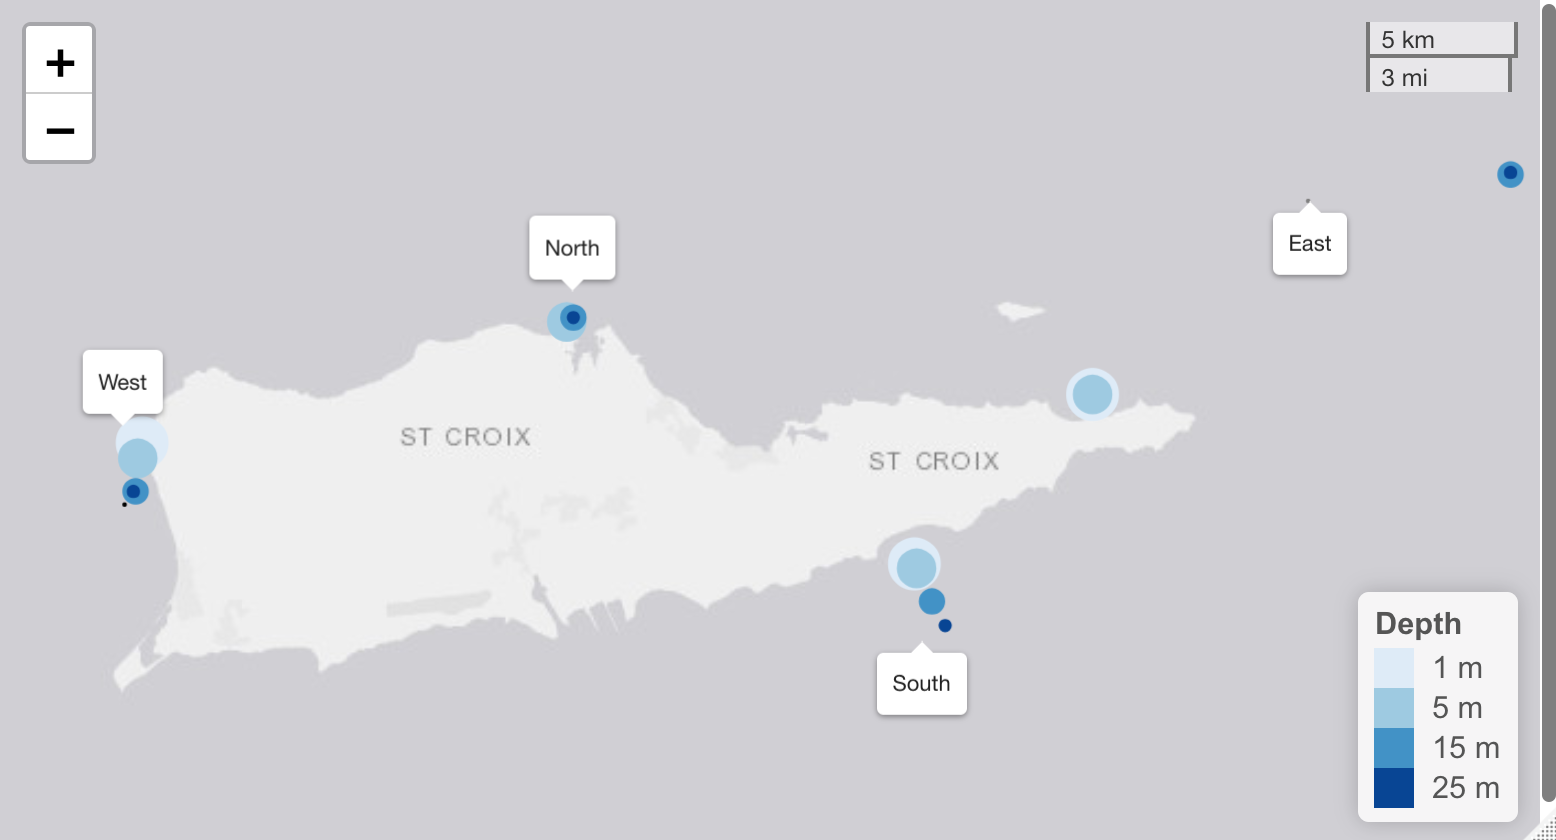 +
−
5 km
3 mi
North
East
West
ST CROIX
ST CROIX
South
Depth
1 m
5 m
15 m
25 m